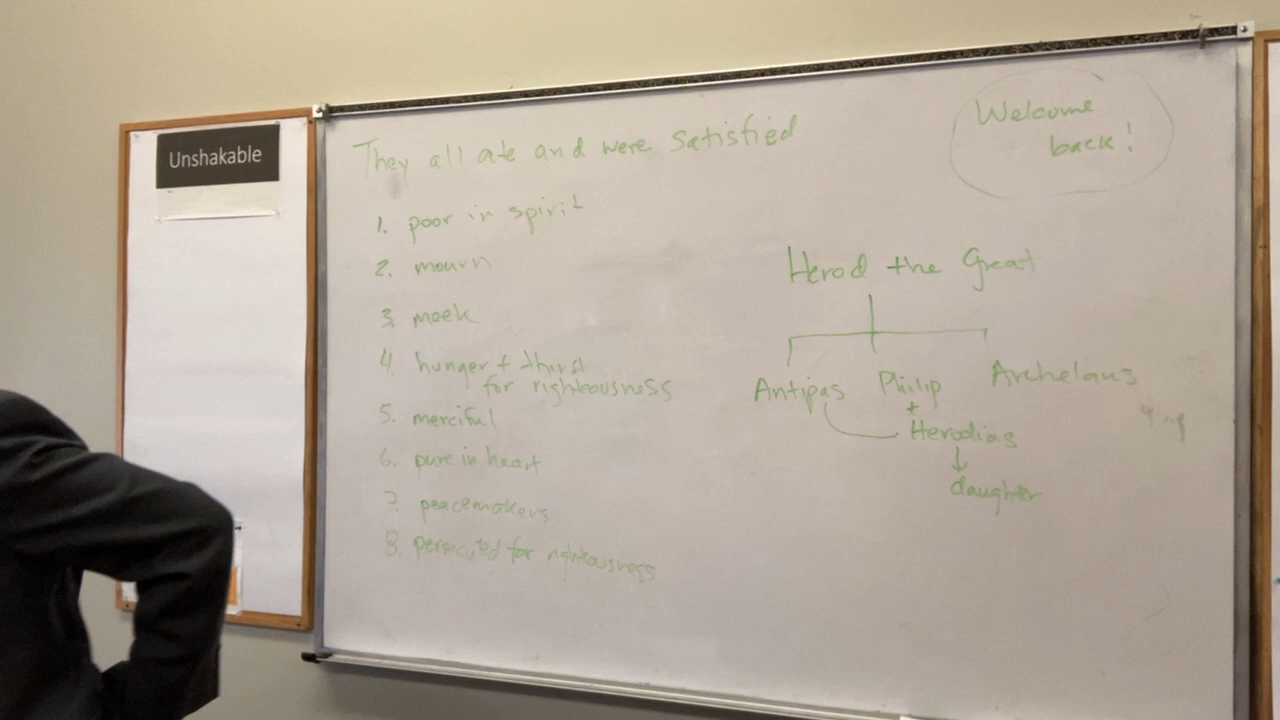 Unshakable
They all ate and were satisfied
Welcome
back!
1. poor in spirit
2. mourn
3. meek
4. hunger + thirst
for righteousness
5. merciful
6. pure in heart
7. peacemakers
8. persecuted for righteousness
Herod the Great
Antipas Philip Archelaus
+
Herodias
↓
daughter